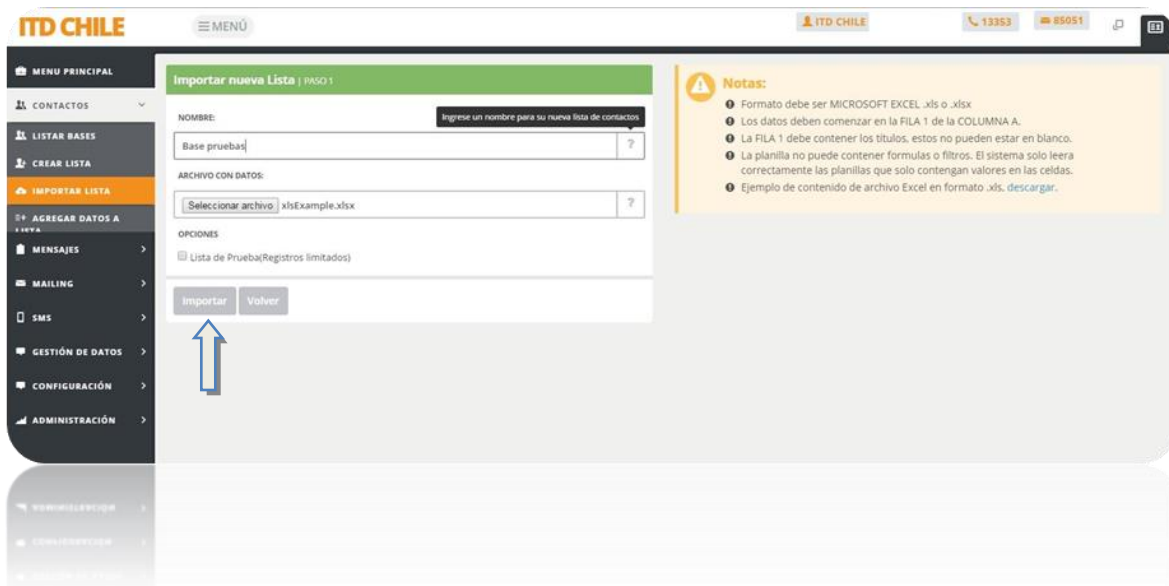 ITD CHILE
MENÚ
ITD CHILE
13353
85051
MENU PRINCIPAL
CONTACTOS
LISTAR BASES
CREAR LISTA
IMPORTAR LISTA
AGREGAR DATOS A
LISTA
MENSAJES
MAILING
SMS
GESTIÓN DE DATOS
CONFIGURACIÓN
ADMINISTRACIÓN
Importar nueva Lista | PASO 1
NOMBRE:
Ingrese un nombre para su nueva lista de contactos
Base pruebas
?
ARCHIVO CON DATOS:
Seleccionar archivo xlsExample.xlsx
?
OPCIONES
Lista de Prueba(Registros limitados)
Importar Volver
Notas:
Formato debe ser MICROSOFT EXCEL .xls o .xlsx
Los datos deben comenzar en la FILA 1 de la COLUMNA A.
La FILA 1 debe contener los títulos, estos no pueden estar en blanco.
La planilla no puede contener formulas o filtros. El sistema solo leera
correctamente las planillas que solo contengan valores en las celdas.
Ejemplo de contenido de archivo Excel en formato .xls. descargar.